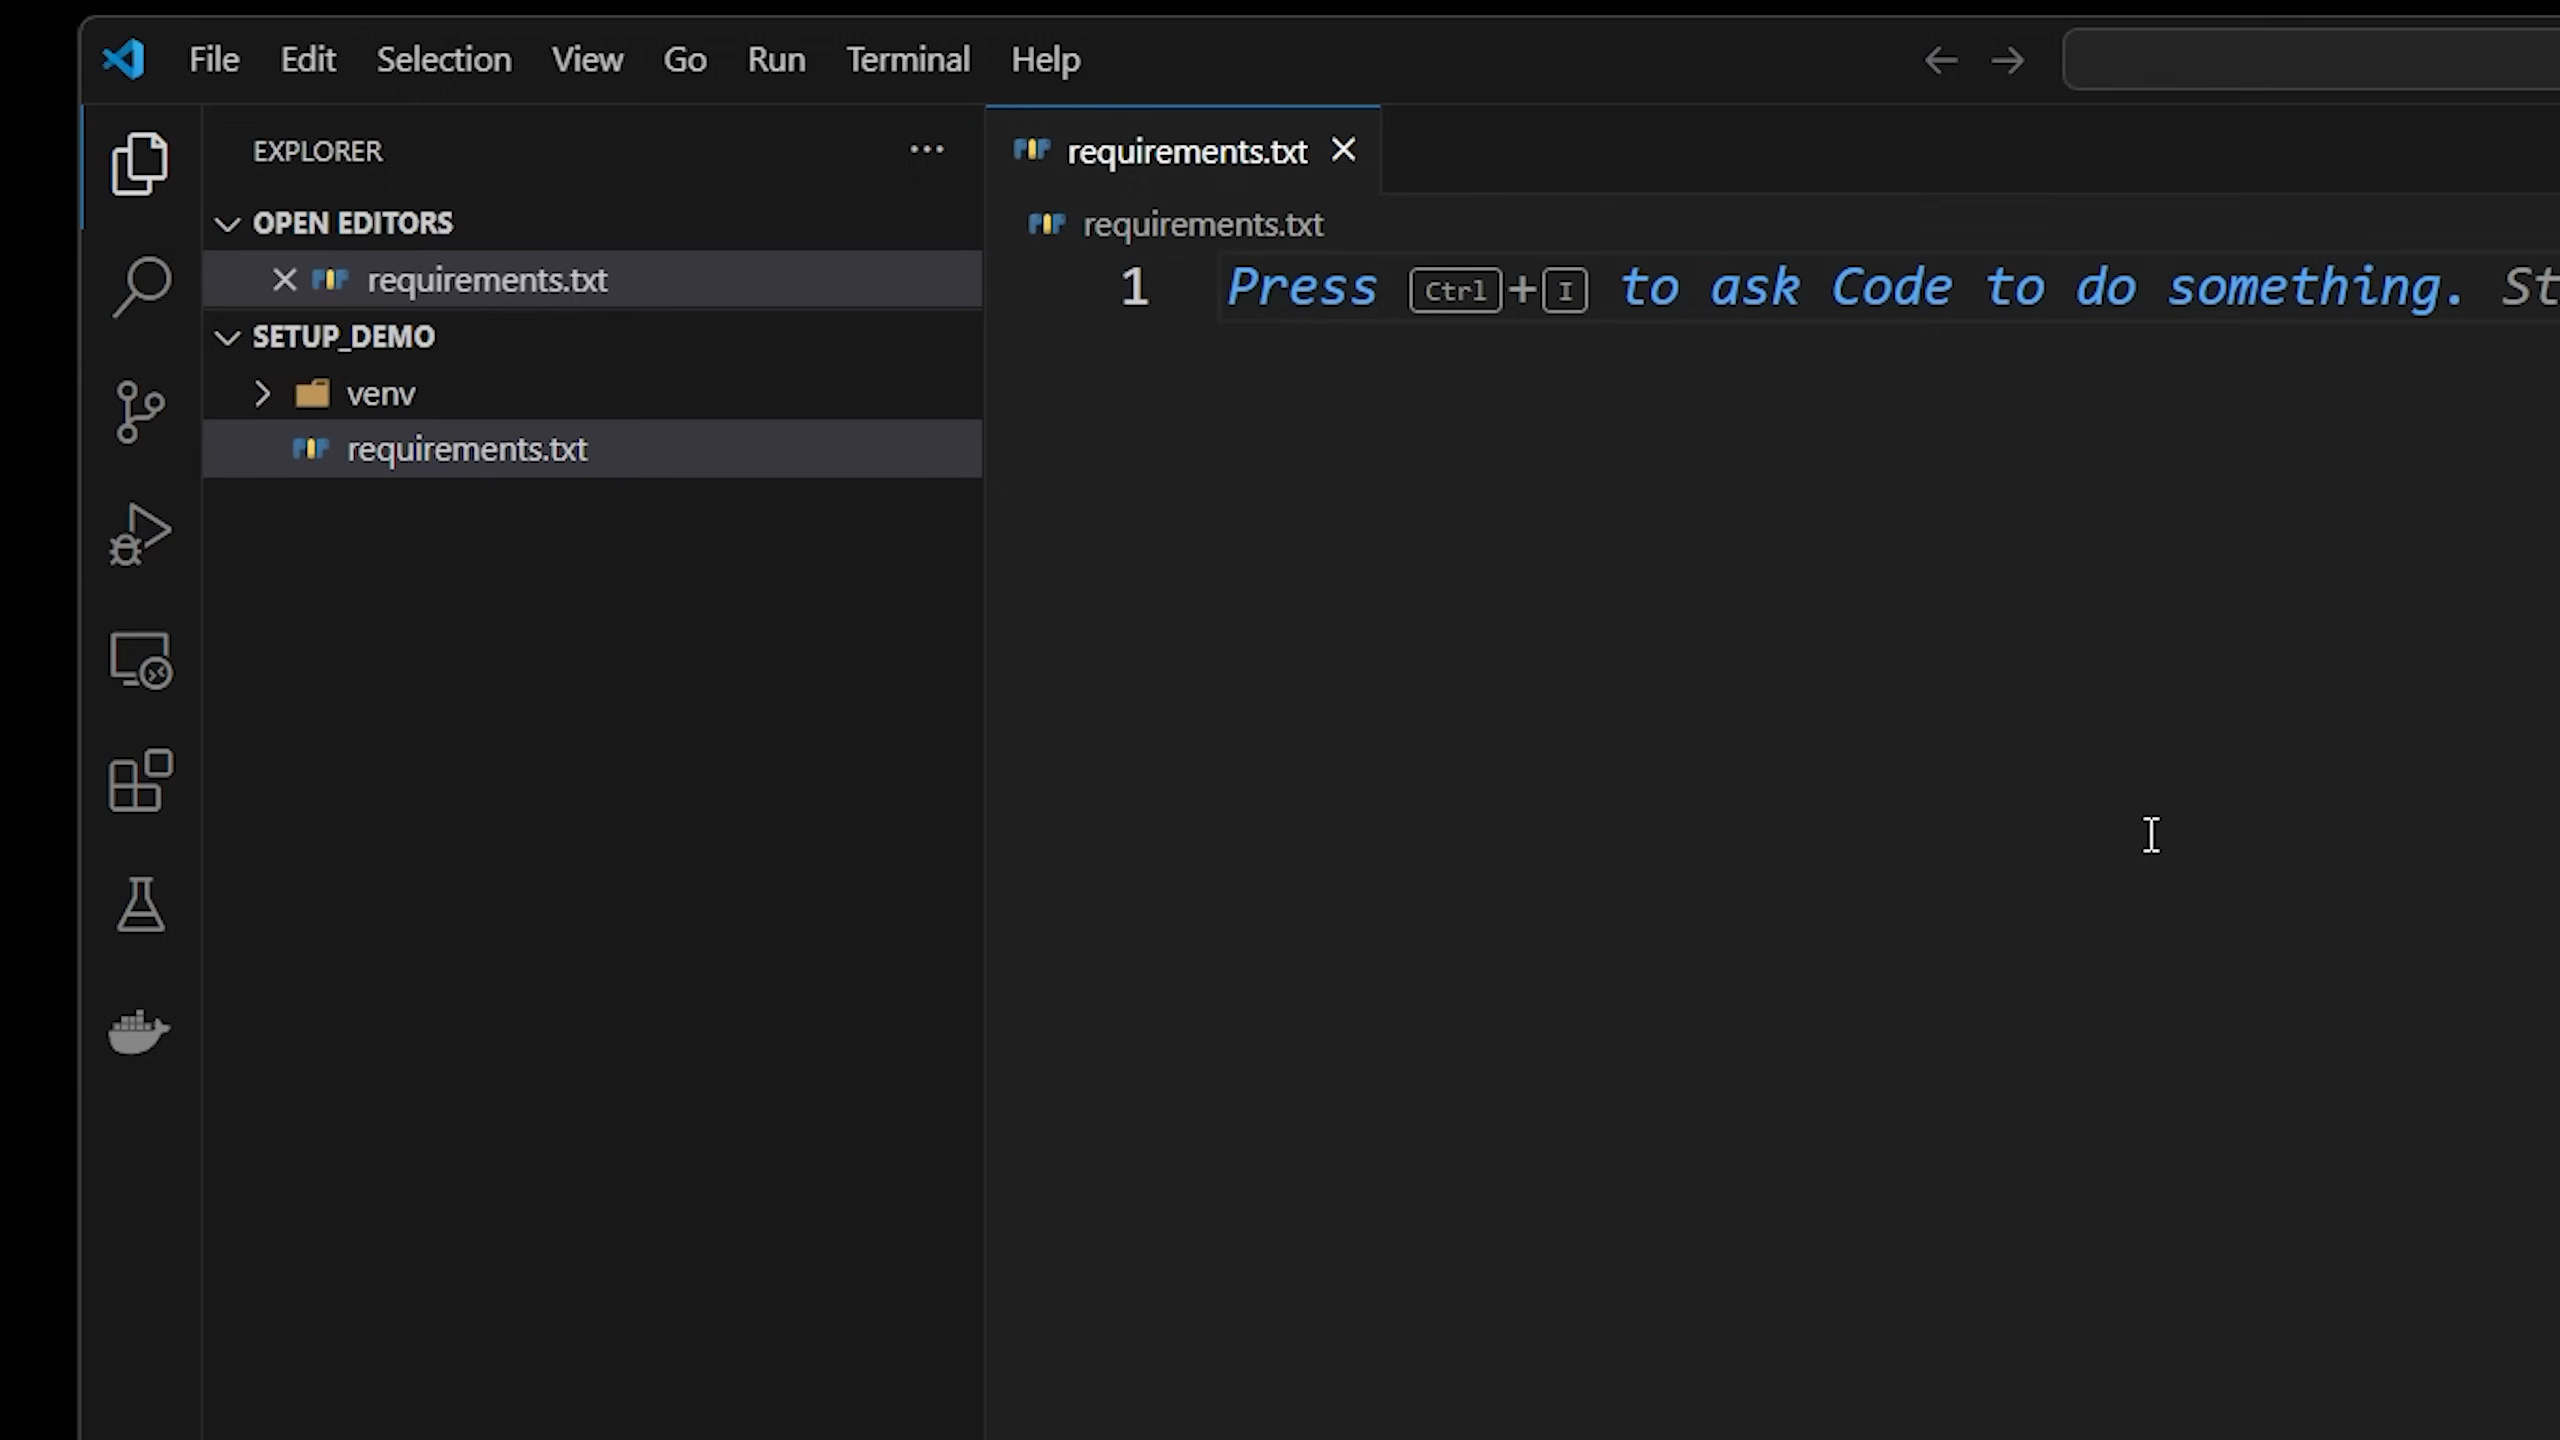 File Edit Selection View Go Run Terminal Help
EXPLORER
requirements.txt
OPEN EDITORS
requirements.txt
requirements.txt
1 Press Ctrl+I to ask Code to do something. St
SETUP_DEMO
venv
requirements.txt